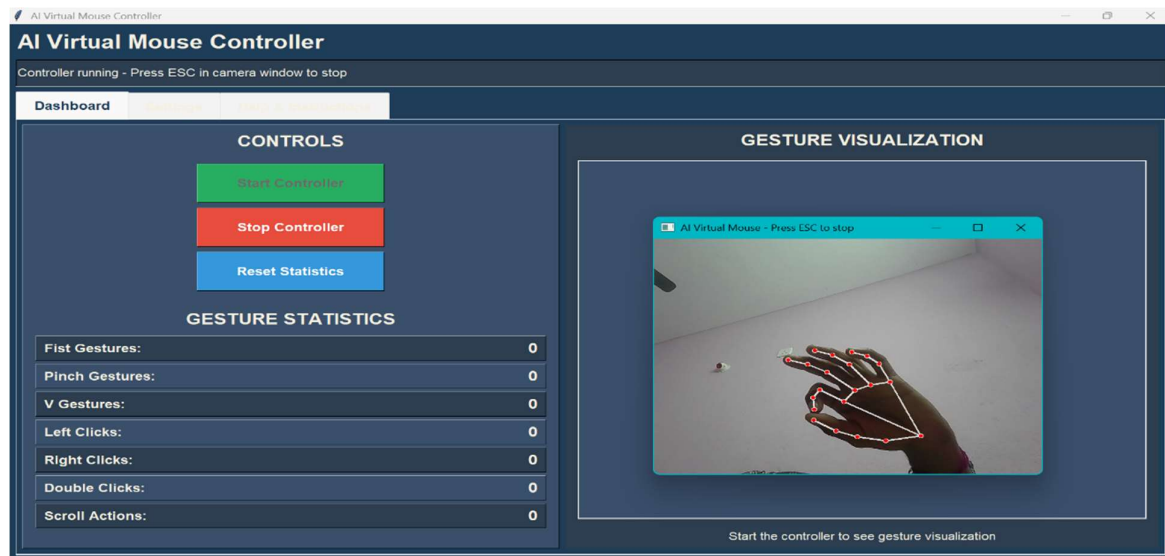 AI Virtual Mouse Controller
AI Virtual Mouse Controller
Controller running - Press ESC in camera window to stop
Dashboard
CONTROLS
Start Controller
Stop Controller
Reset Statistics
GESTURE STATISTICS
Fist Gestures: 0
Pinch Gestures: 0
V Gestures: 0
Left Clicks: 0
Right Clicks: 0
Double Clicks: 0
Scroll Actions: 0
GESTURE VISUALIZATION
AI Virtual Mouse - Press ESC to stop
Start the controller to see gesture visualization